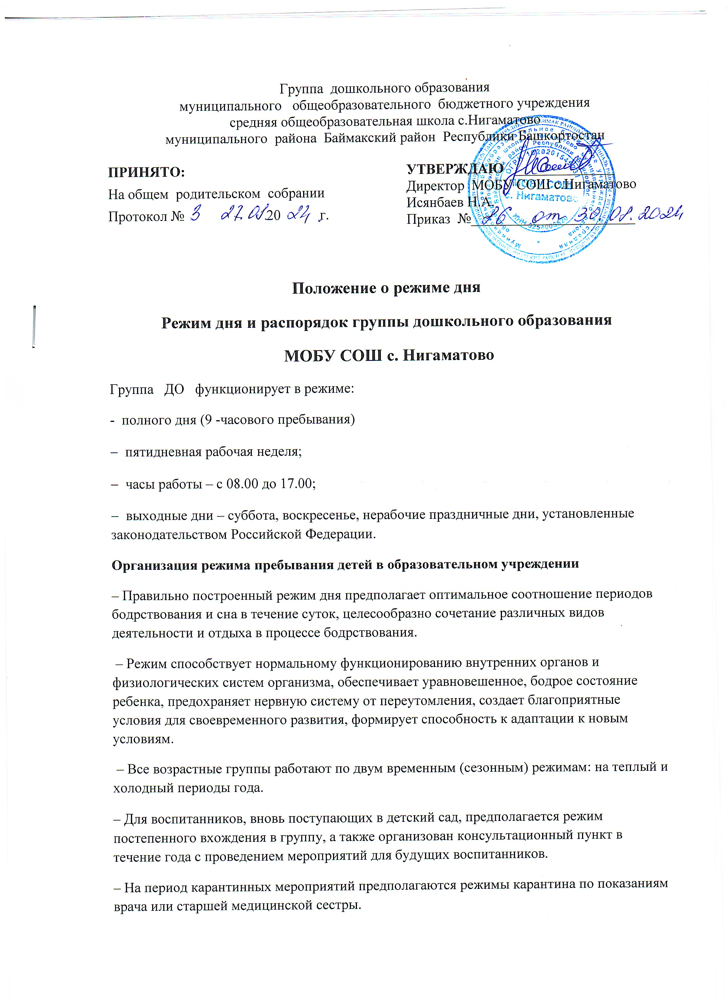 Группа дошкольного образования
муниципального общеобразовательного бюджетного учреждения
средняя общеобразовательная школа с.Нигаматово
муниципального района Баймакский район Республики Башкортостан
ПРИНЯТО:
На общем родительском собрании
Протокол № 3 27.08.2024 г.
УТВЕРЖДАЮ
Директор МОБУ СОШ с.Нигаматово
Исянбаев Н.А.
Приказ № 86 от 30.08.2024
МОБУ СОШ
с. Нигаматово
Положение о режиме дня
Режим дня и распорядок группы дошкольного образования
МОБУ СОШ с. Нигаматово
Группа ДО функционирует в режиме:
- полного дня (9 -часового пребывания)
– пятидневная рабочая неделя;
– часы работы – с 08.00 до 17.00;
– выходные дни – суббота, воскресенье, нерабочие праздничные дни, установленные
законодательством Российской Федерации.
Организация режима пребывания детей в образовательном учреждении
– Правильно построенный режим дня предполагает оптимальное соотношение периодов
бодрствования и сна в течение суток, целесообразно сочетание различных видов
деятельности и отдыха в процессе бодрствования.
– Режим способствует нормальному функционированию внутренних органов и
физиологических систем организма, обеспечивает уравновешенное, бодрое состояние
ребенка, предохраняет нервную систему от переутомления, создает благоприятные
условия для своевременного развития, формирует способность к адаптации к новым
условиям.
– Все возрастные группы работают по двум временным (сезонным) режимам: на теплый и
холодный периоды года.
– Для воспитанников, вновь поступающих в детский сад, предполагается режим
постепенного вхождения в группу, а также организован консультационный пункт в
течение года с проведением мероприятий для будущих воспитанников.
– На период карантинных мероприятий предполагаются режимы карантина по показаниям
врача или старшей медицинской сестры.